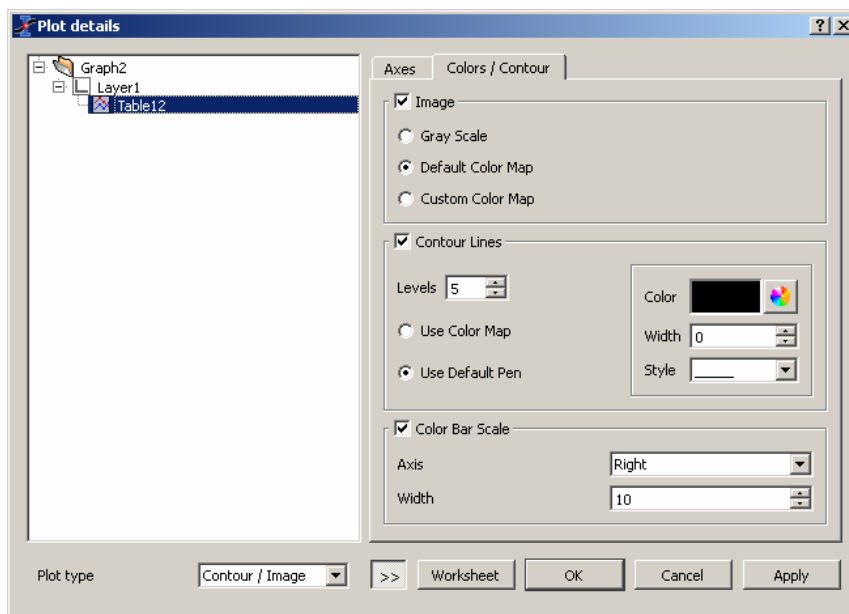 Plot details
Graph2
Layer1
Table12
Axes
Colors / Contour
Image
Gray Scale
Default Color Map
Custom Color Map
Contour Lines
Levels 5
Use Color Map
Use Default Pen
Color
Width 0
Style
Color Bar Scale
Axis Right
Width 10
Plot type Contour / Image >> Worksheet OK Cancel Apply